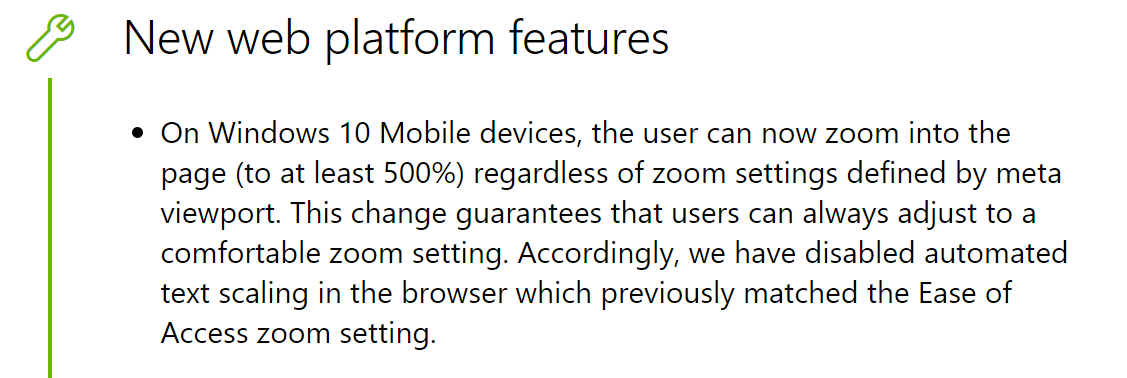 New web platform features
• On Windows 10 Mobile devices, the user can now zoom into the
page (to at least 500%) regardless of zoom settings defined by meta
viewport. This change guarantees that users can always adjust to a
comfortable zoom setting. Accordingly, we have disabled automated
text scaling in the browser which previously matched the Ease of
Access zoom setting.